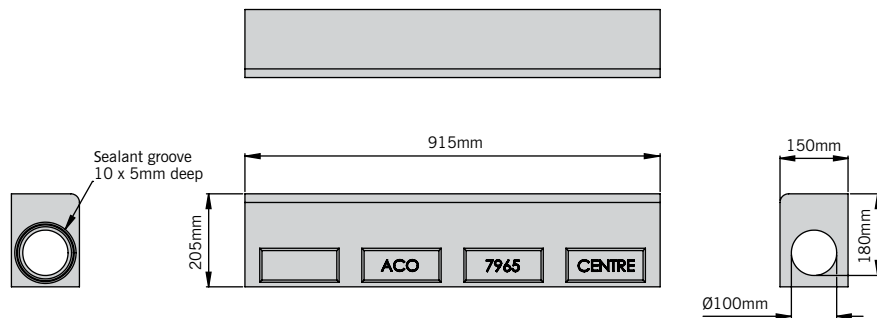 915mm
150mm
Sealant groove
10 x 5mm deep
205mm
180mm
ACO
7965
CENTRE
Ø100mm